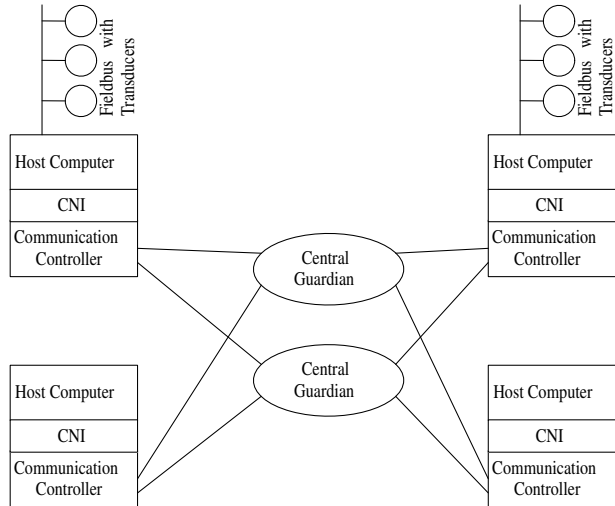 Fieldbus with
Transducers
Fieldbus with
Transducers
Host Computer
CNI
Communication
Controller
Host Computer
CNI
Communication
Controller
Central
Guardian
Central
Guardian
Host Computer
CNI
Communication
Controller
Host Computer
CNI
Communication
Controller